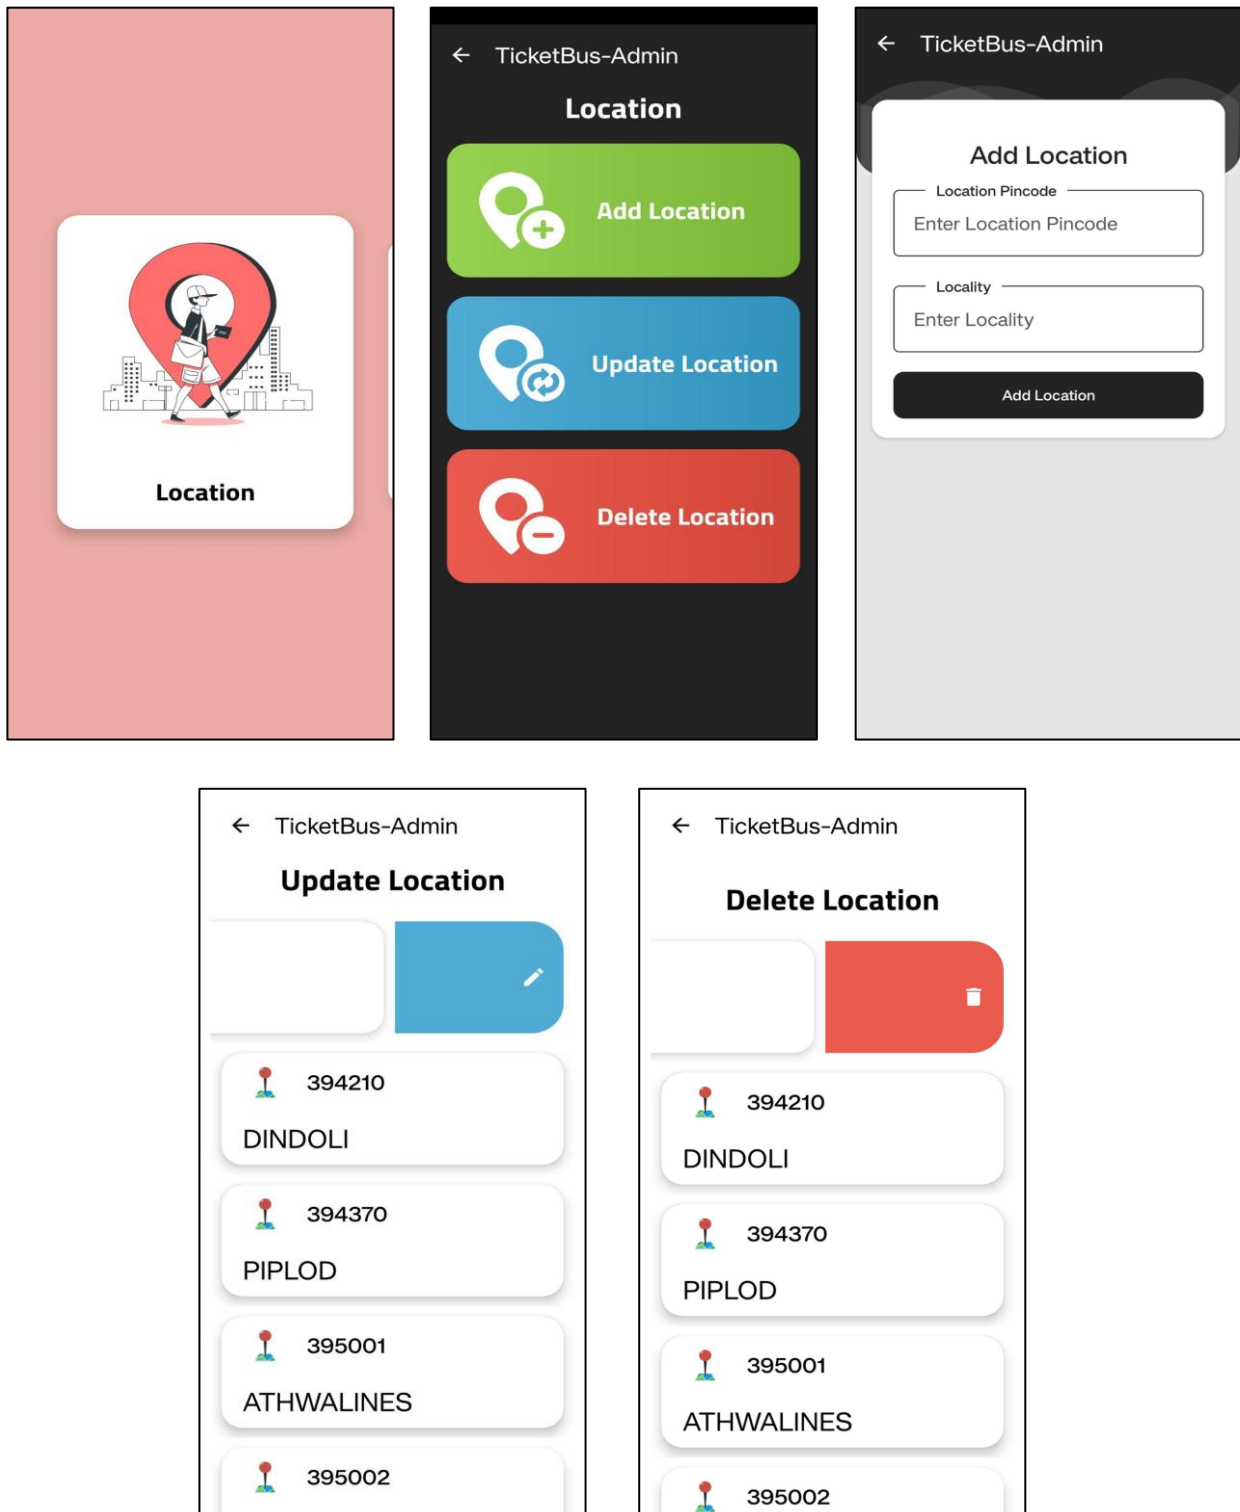 Location
TicketBus-Admin
Location
Add Location
Update Location
Delete Location
TicketBus-Admin
Add Location
Location Pincode
Enter Location Pincode
Locality
Enter Locality
Add Location
TicketBus-Admin
Update Location
394210
DINDOLI
394370
PIPLOD
395001
ATHWALINES
395002
TicketBus-Admin
Delete Location
394210
DINDOLI
394370
PIPLOD
395001
ATHWALINES
395002